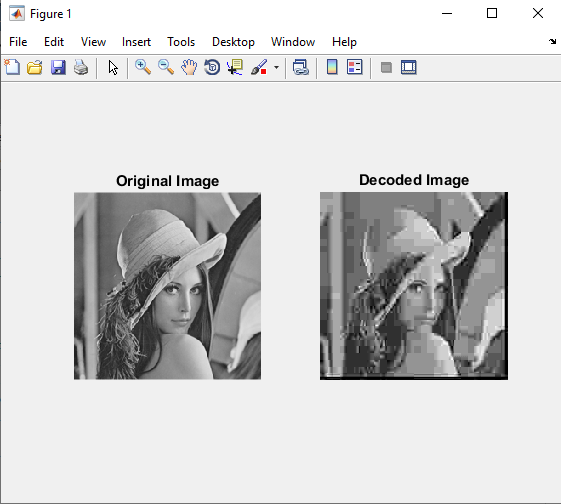 Figure 1
File Edit View Insert Tools Desktop Window Help
Original Image
Decoded Image